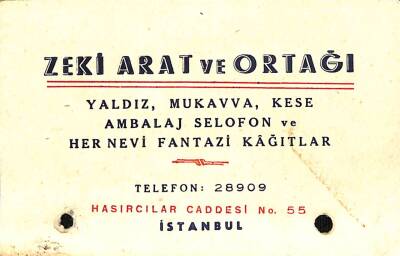 ZEKİ ARAT VE ORTAĞI
YALDIZ, MUKAVVA, KESE
AMBALAJ SELOFON ve
HER NEVİ FANTAZİ KÂĞITLAR
TELEFON: 28909
HASIRCILAR CADDESİ No. 55
İSTANBUL